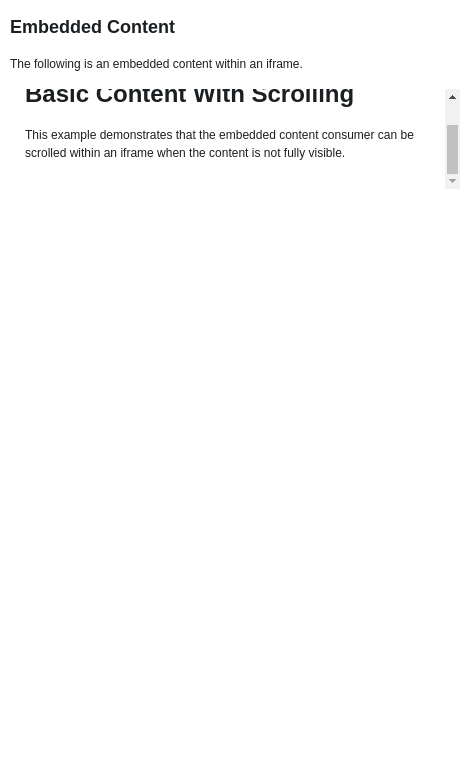 Embedded Content
The following is an embedded content within an iframe.
Basic Content With Scrolling
This example demonstrates that the embedded content consumer can be
scrolled within an iframe when the content is not fully visible.